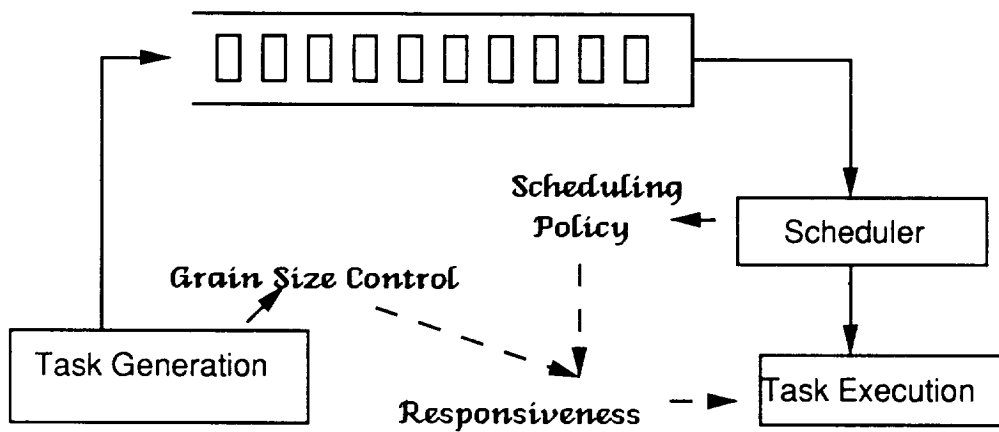 Scheduling
Policy
Scheduler
Grain Size Control
Task Generation
Task Execution
Responsiveness